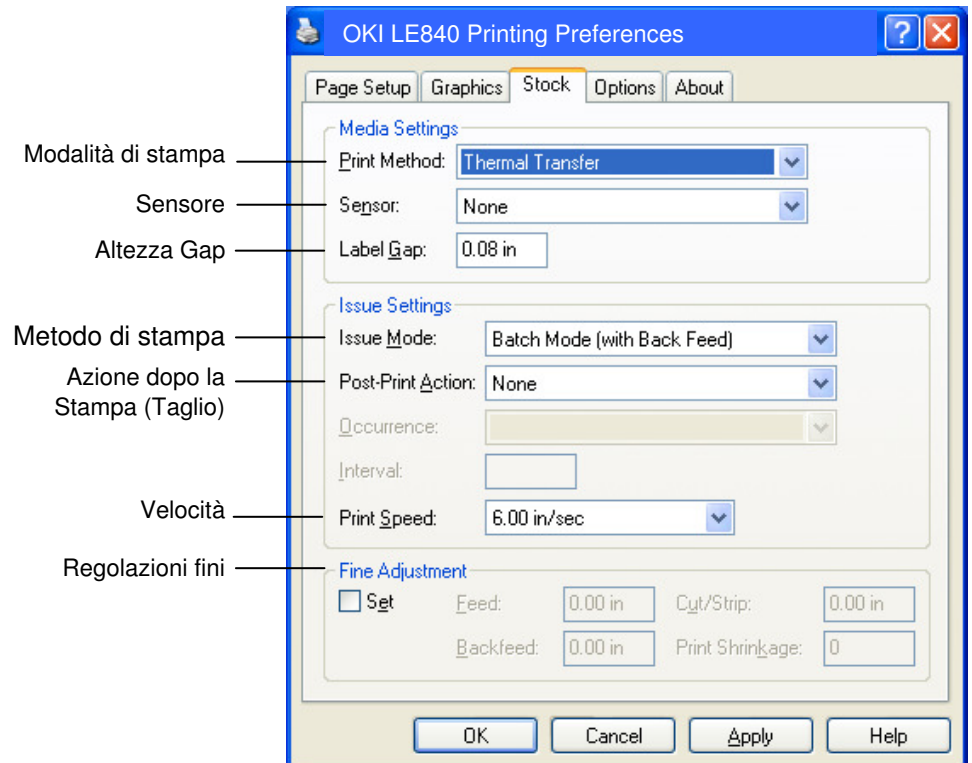 OKI LE840 Printing Preferences
Page Setup Graphics Stock Options About
Media Settings
Modalità di stampa Print Method: Thermal Transfer
Sensore Sensor: None
Altezza Gap Label Gap: 0.08 in
Issue Settings
Metodo di stampa Issue Mode: Batch Mode (with Back Feed)
Azione dopo la
Stampa (Taglio) Post-Print Action: None
Occurrence:
Interval:
Velocità Print Speed: 6.00 in/sec
Regolazioni fini Fine Adjustment
Set Feed: 0.00 in Cut/Strip: 0.00 in
Backfeed: 0.00 in Print Shrinkage: 0
OK Cancel Apply Help